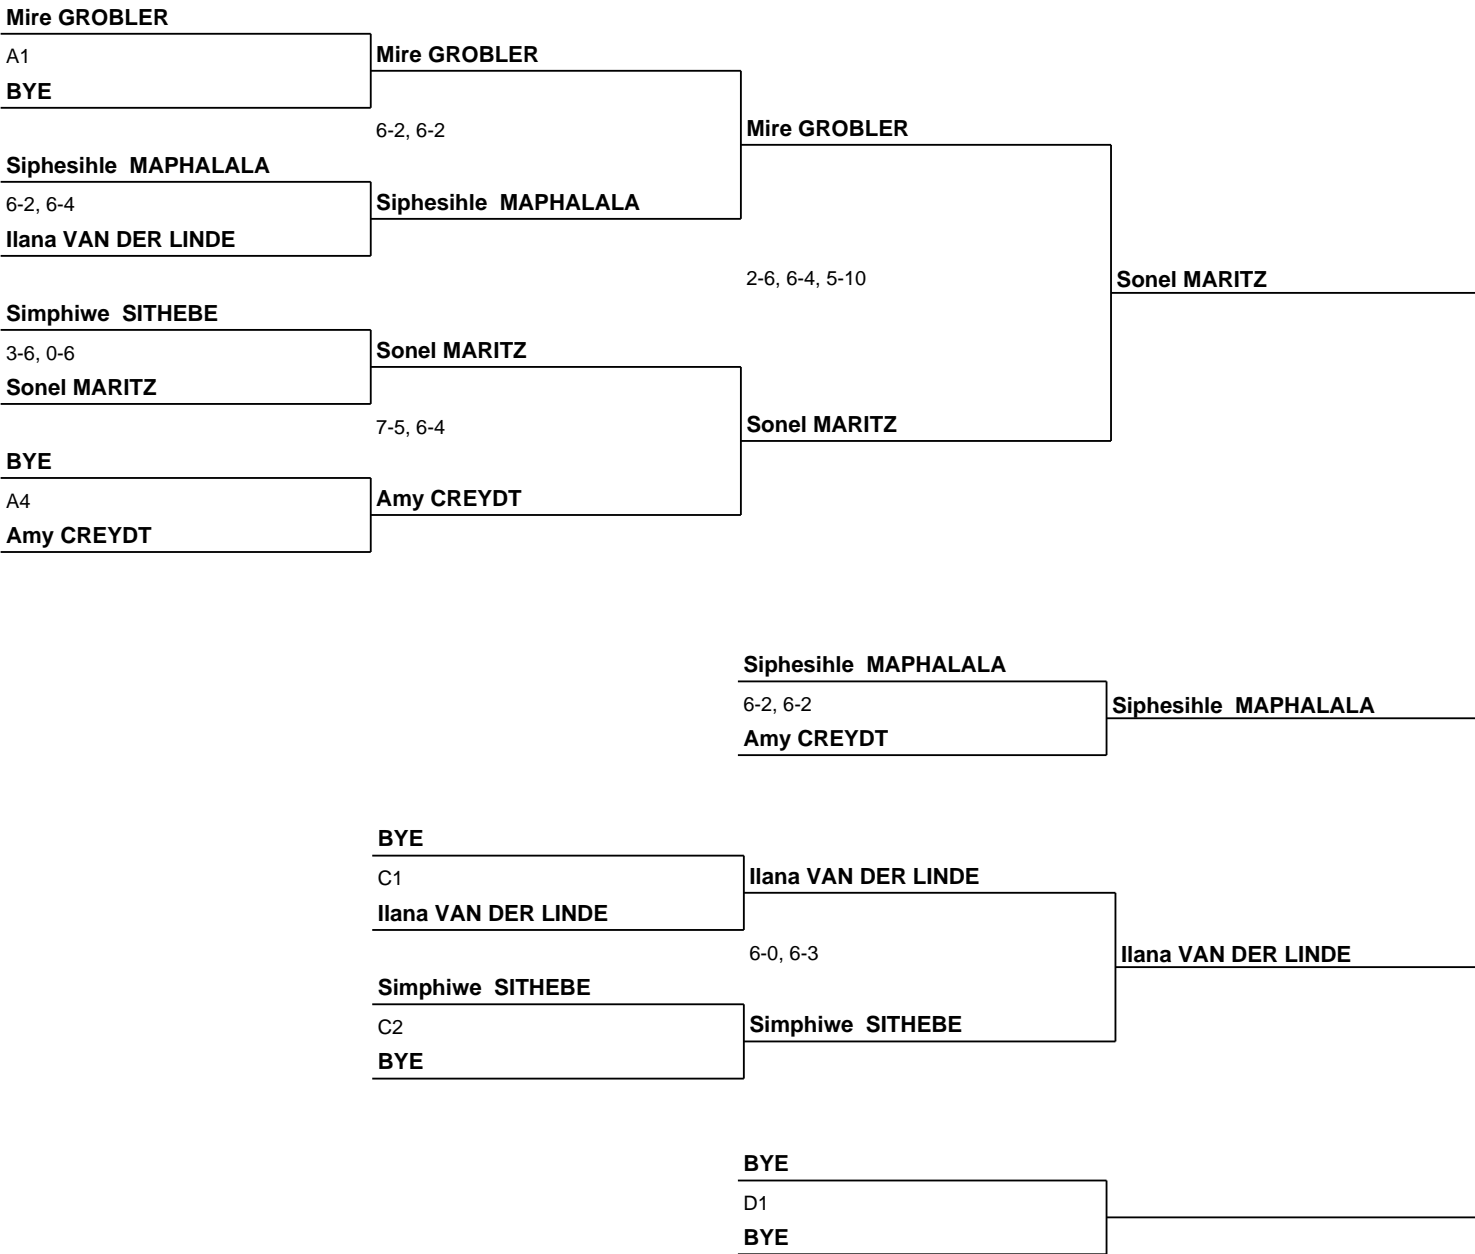 Mire GROBLER
A1
BYE
Mire GROBLER
6-2, 6-2
Siphesihle  MAPHALALA
6-2, 6-4
Ilana VAN DER LINDE
Siphesihle  MAPHALALA
Mire GROBLER
2-6, 6-4, 5-10
Sonel MARITZ
Simphiwe  SITHEBE
3-6, 0-6
Sonel MARITZ
Sonel MARITZ
7-5, 6-4
BYE
A4
Amy CREYDT
Amy CREYDT
Sonel MARITZ
Siphesihle  MAPHALALA
6-2, 6-2
Amy CREYDT
Siphesihle  MAPHALALA
BYE
C1
Ilana VAN DER LINDE
Ilana VAN DER LINDE
6-0, 6-3
Ilana VAN DER LINDE
Simphiwe  SITHEBE
C2
BYE
Simphiwe  SITHEBE
BYE
D1
BYE